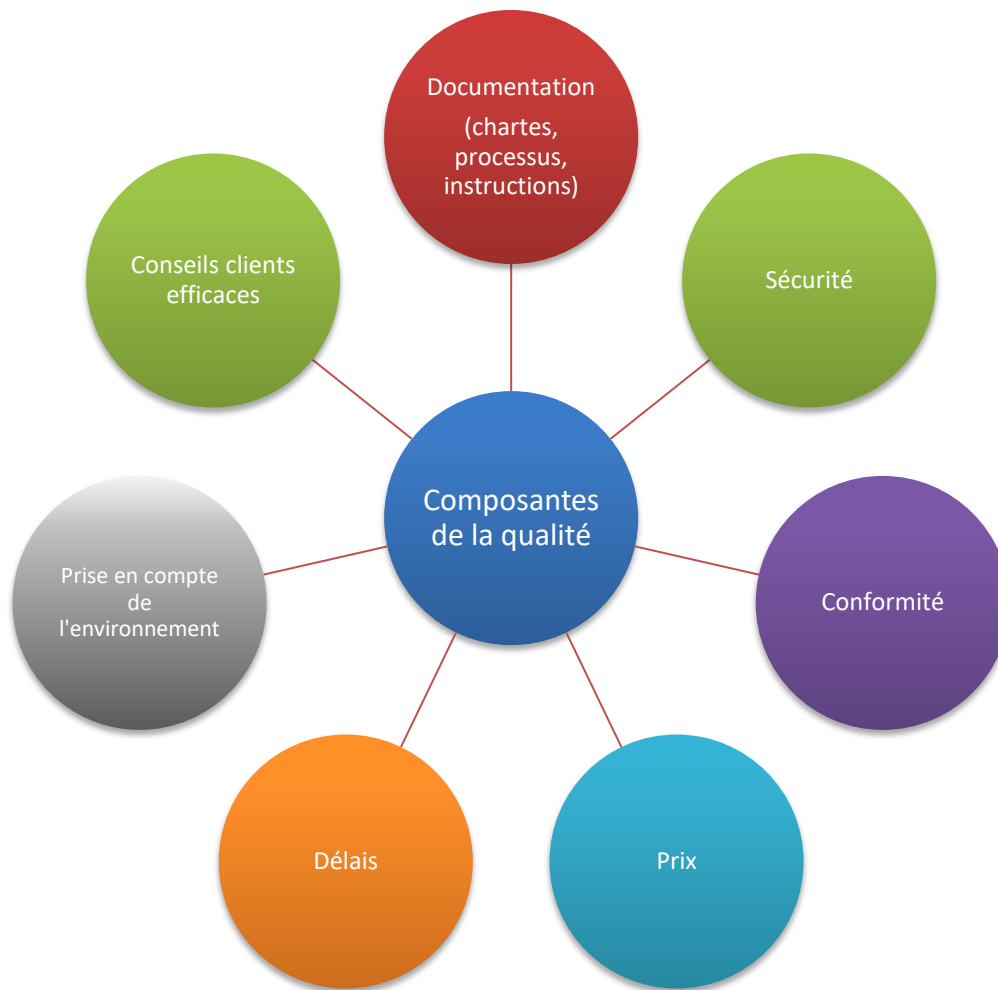 Documentation
(chartes,
processus,
instructions)
Conseils clients
efficaces
Sécurité
Composantes
de la qualité
Prise en compte
de
l'environnement
Conformité
Délais
Prix